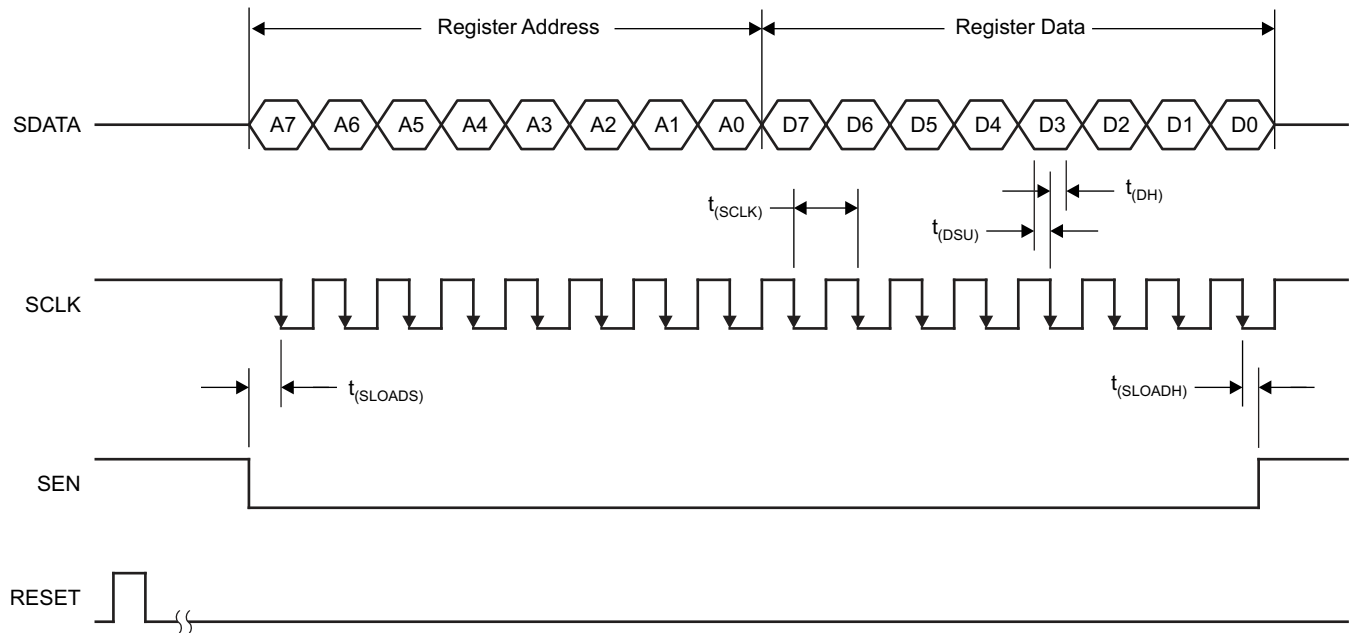 Register Address Register Data
SDATA A7 A6 A5 A4 A3 A2 A1 A0 D7 D6 D5 D4 D3 D2 D1 D0
t(SCLK) t(DH)
t(DSU)
SCLK
t(SLOADS) t(SLOADH)
SEN
RESET